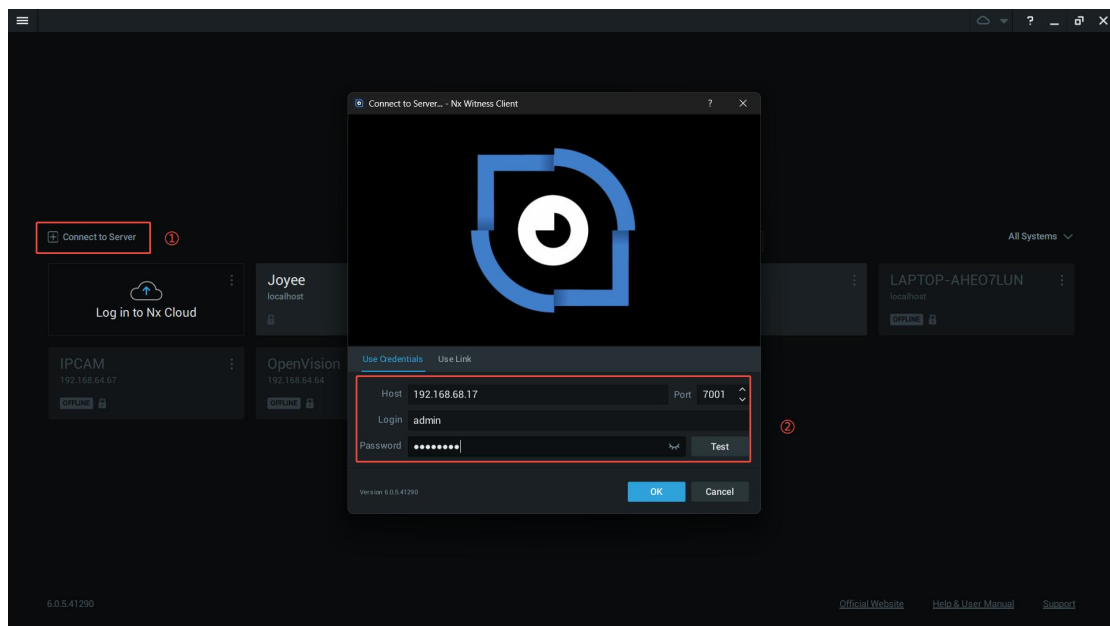 ?
Connect to Server... - Nx Witness Client
?
Connect to Server
①
All Systems
Log in to Nx Cloud
Joyee
localhost
LAPTOP-AHEO7LUN
localhost
OFFLINE
IPCAM
192.168.64.67
OFFLINE
OpenVision
192.168.64.64
OFFLINE
Use Credentials Use Link
Host 192.168.68.17 Port 7001
Login admin
②
Password ●●●●●●●● Test
Version 6.0.5.41290 OK Cancel
6.0.5.41290
Official Website Help & User Manual Support